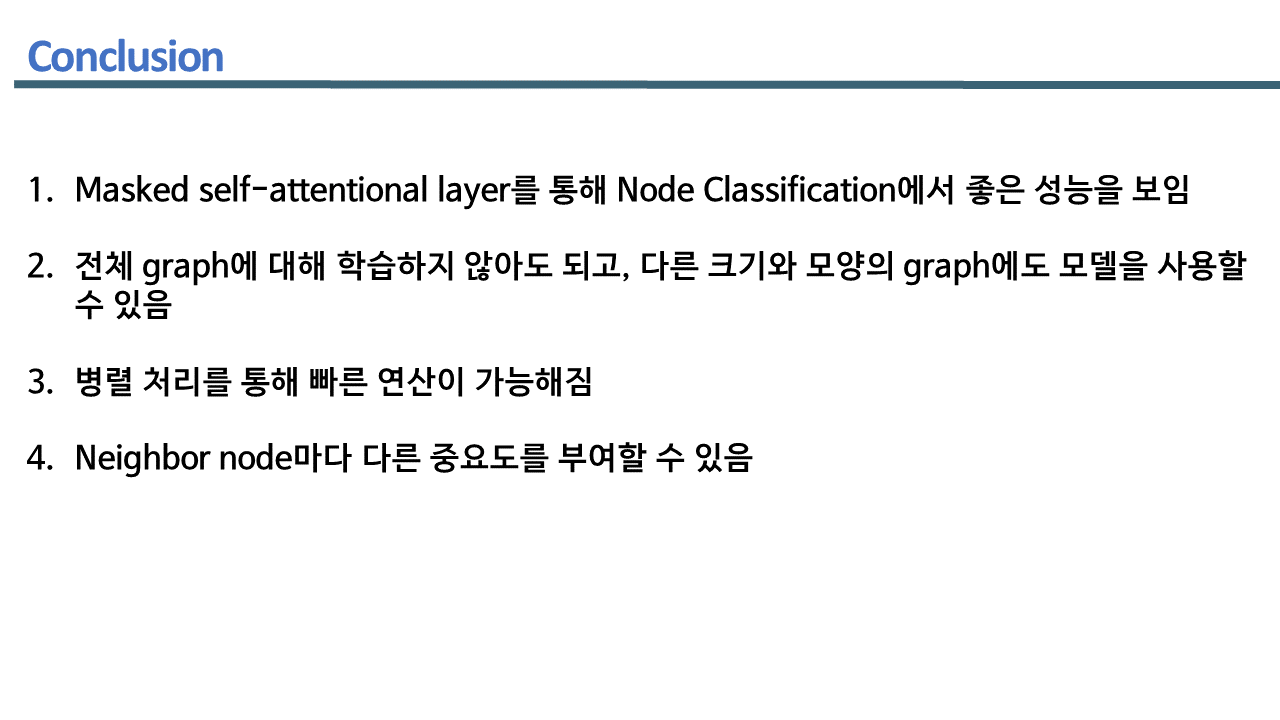 Conclusion
1. Masked self-attentional layer를 통해 Node Classification에서 좋은 성능을 보임
2. 전체 graph에 대해 학습하지 않아도 되고, 다른 크기와 모양의 graph에도 모델을 사용할
수 있음
3. 병렬 처리를 통해 빠른 연산이 가능해짐
4. Neighbor node마다 다른 중요도를 부여할 수 있음